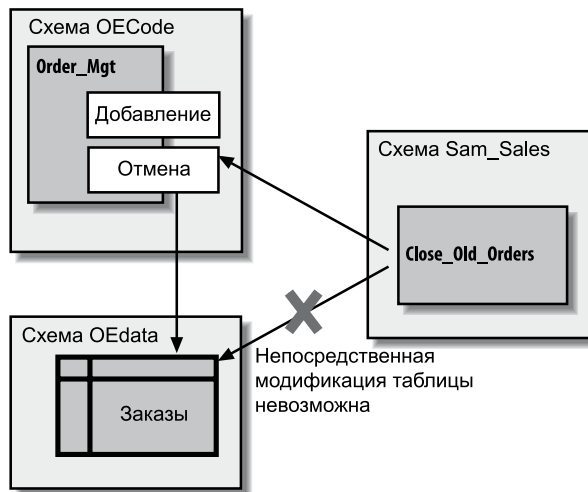 Схема OECode
Order_Mgt
Добавление
Отмена
Схема Sam_Sales
Close_Old_Orders
Схема OEdata
Заказы
Непосредственная
модификация таблицы
невозможна